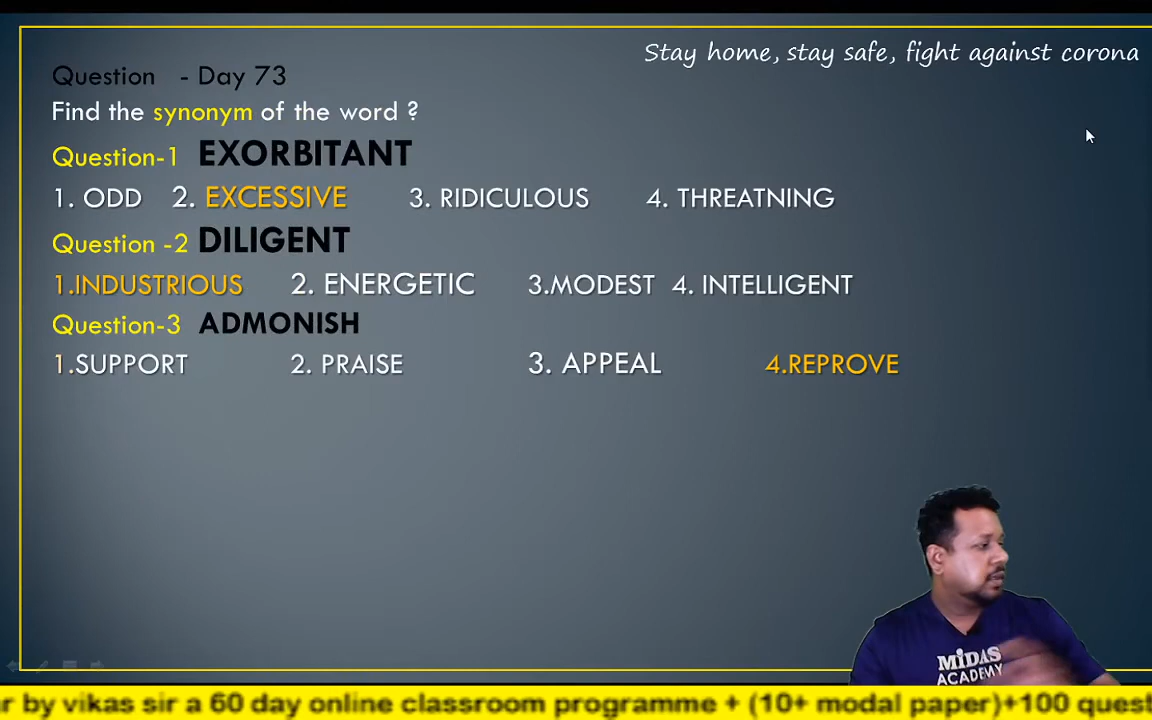 Stay home, stay safe, fight against corona
Question - Day 73
Find the synonym of the word ?
Question-1 EXORBITANT
1. ODD 2. EXCESSIVE 3. RIDICULOUS 4. THREATNING
Question -2 DILIGENT
1.INDUSTRIOUS 2. ENERGETIC 3.MODEST 4. INTELLIGENT
Question-3 ADMONISH
1.SUPPORT 2. PRAISE 3. APPEAL 4.REPROVE
MiDAS
ACADEMY
by vikas sir a 60 day online classroom programme + (10+ modal paper)+100